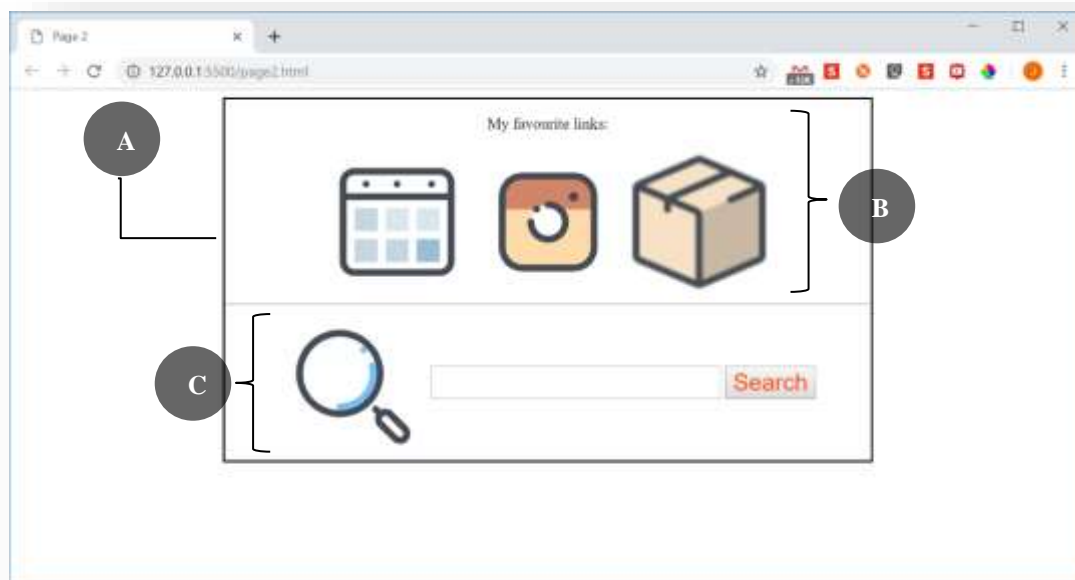 Page 2
127.0.0.1:5500/page2.html
A
My favourite links:
B
C
Search